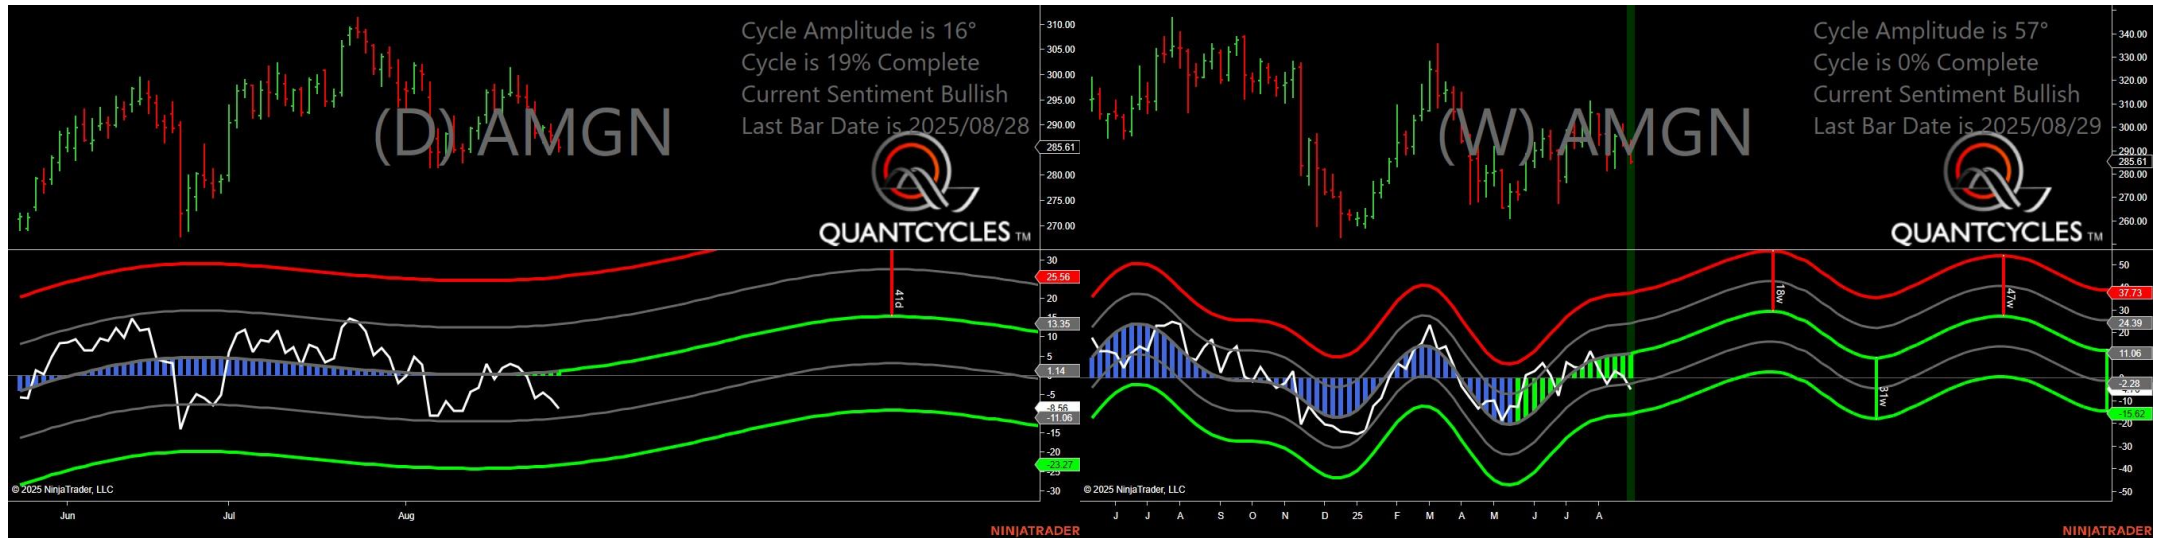 Cycle Amplitude is 16°
Cycle is 19% Complete
Current Sentiment Bullish
Last Bar Date is 2025/08/28
(D) AMGN
QUANTCYCLES TM
310.00
305.00
300.00
295.00
290.00
285.61
280.00
275.00
270.00
41d
30
25.56
20
15
13.35
10
5
1.14
-5
-8.56
-11.06
-15
-20
-23.27
-25
-30
© 2025 NinjaTrader, LLC
Jun Jul Aug
NINJATRADER
Cycle Amplitude is 57°
Cycle is 0% Complete
Current Sentiment Bullish
Last Bar Date is 2025/08/29
(W) AMGN
QUANTCYCLES TM
340.00
330.00
320.00
310.00
300.00
290.00
285.61
280.00
270.00
260.00
18w
47w
31w
50
40
37.73
30
24.39
20
11.06
0
-2.28
-10
-15.62
-20
-30
-40
-50
© 2025 NinjaTrader, LLC
J J A S O N D 25 F M A M J J A
NINJATRADER